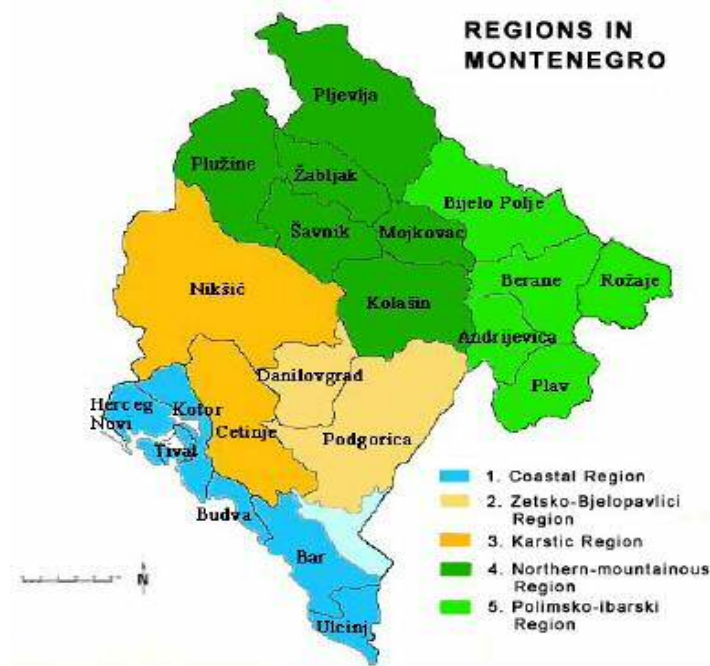 REGIONS IN
MONTENEGRO
Pljevlja
Plužine
Žabljak
Bijelo Polje
Šavnik
Mojkovac
Nikšić
Kolašin
Berane
Rožaje
Andrijevica
Plav
Danilovgrad
Herceg
Novi
Kotor
Cetinje
Podgorica
Tivat
Budva
Bar
Ulcinj
1. Coastal Region
2. Zetsko-Bjelopavlici
Region
3. Karstic Region
4. Northern-mountainous
Region
5. Polimsko-ibarski
Region
N